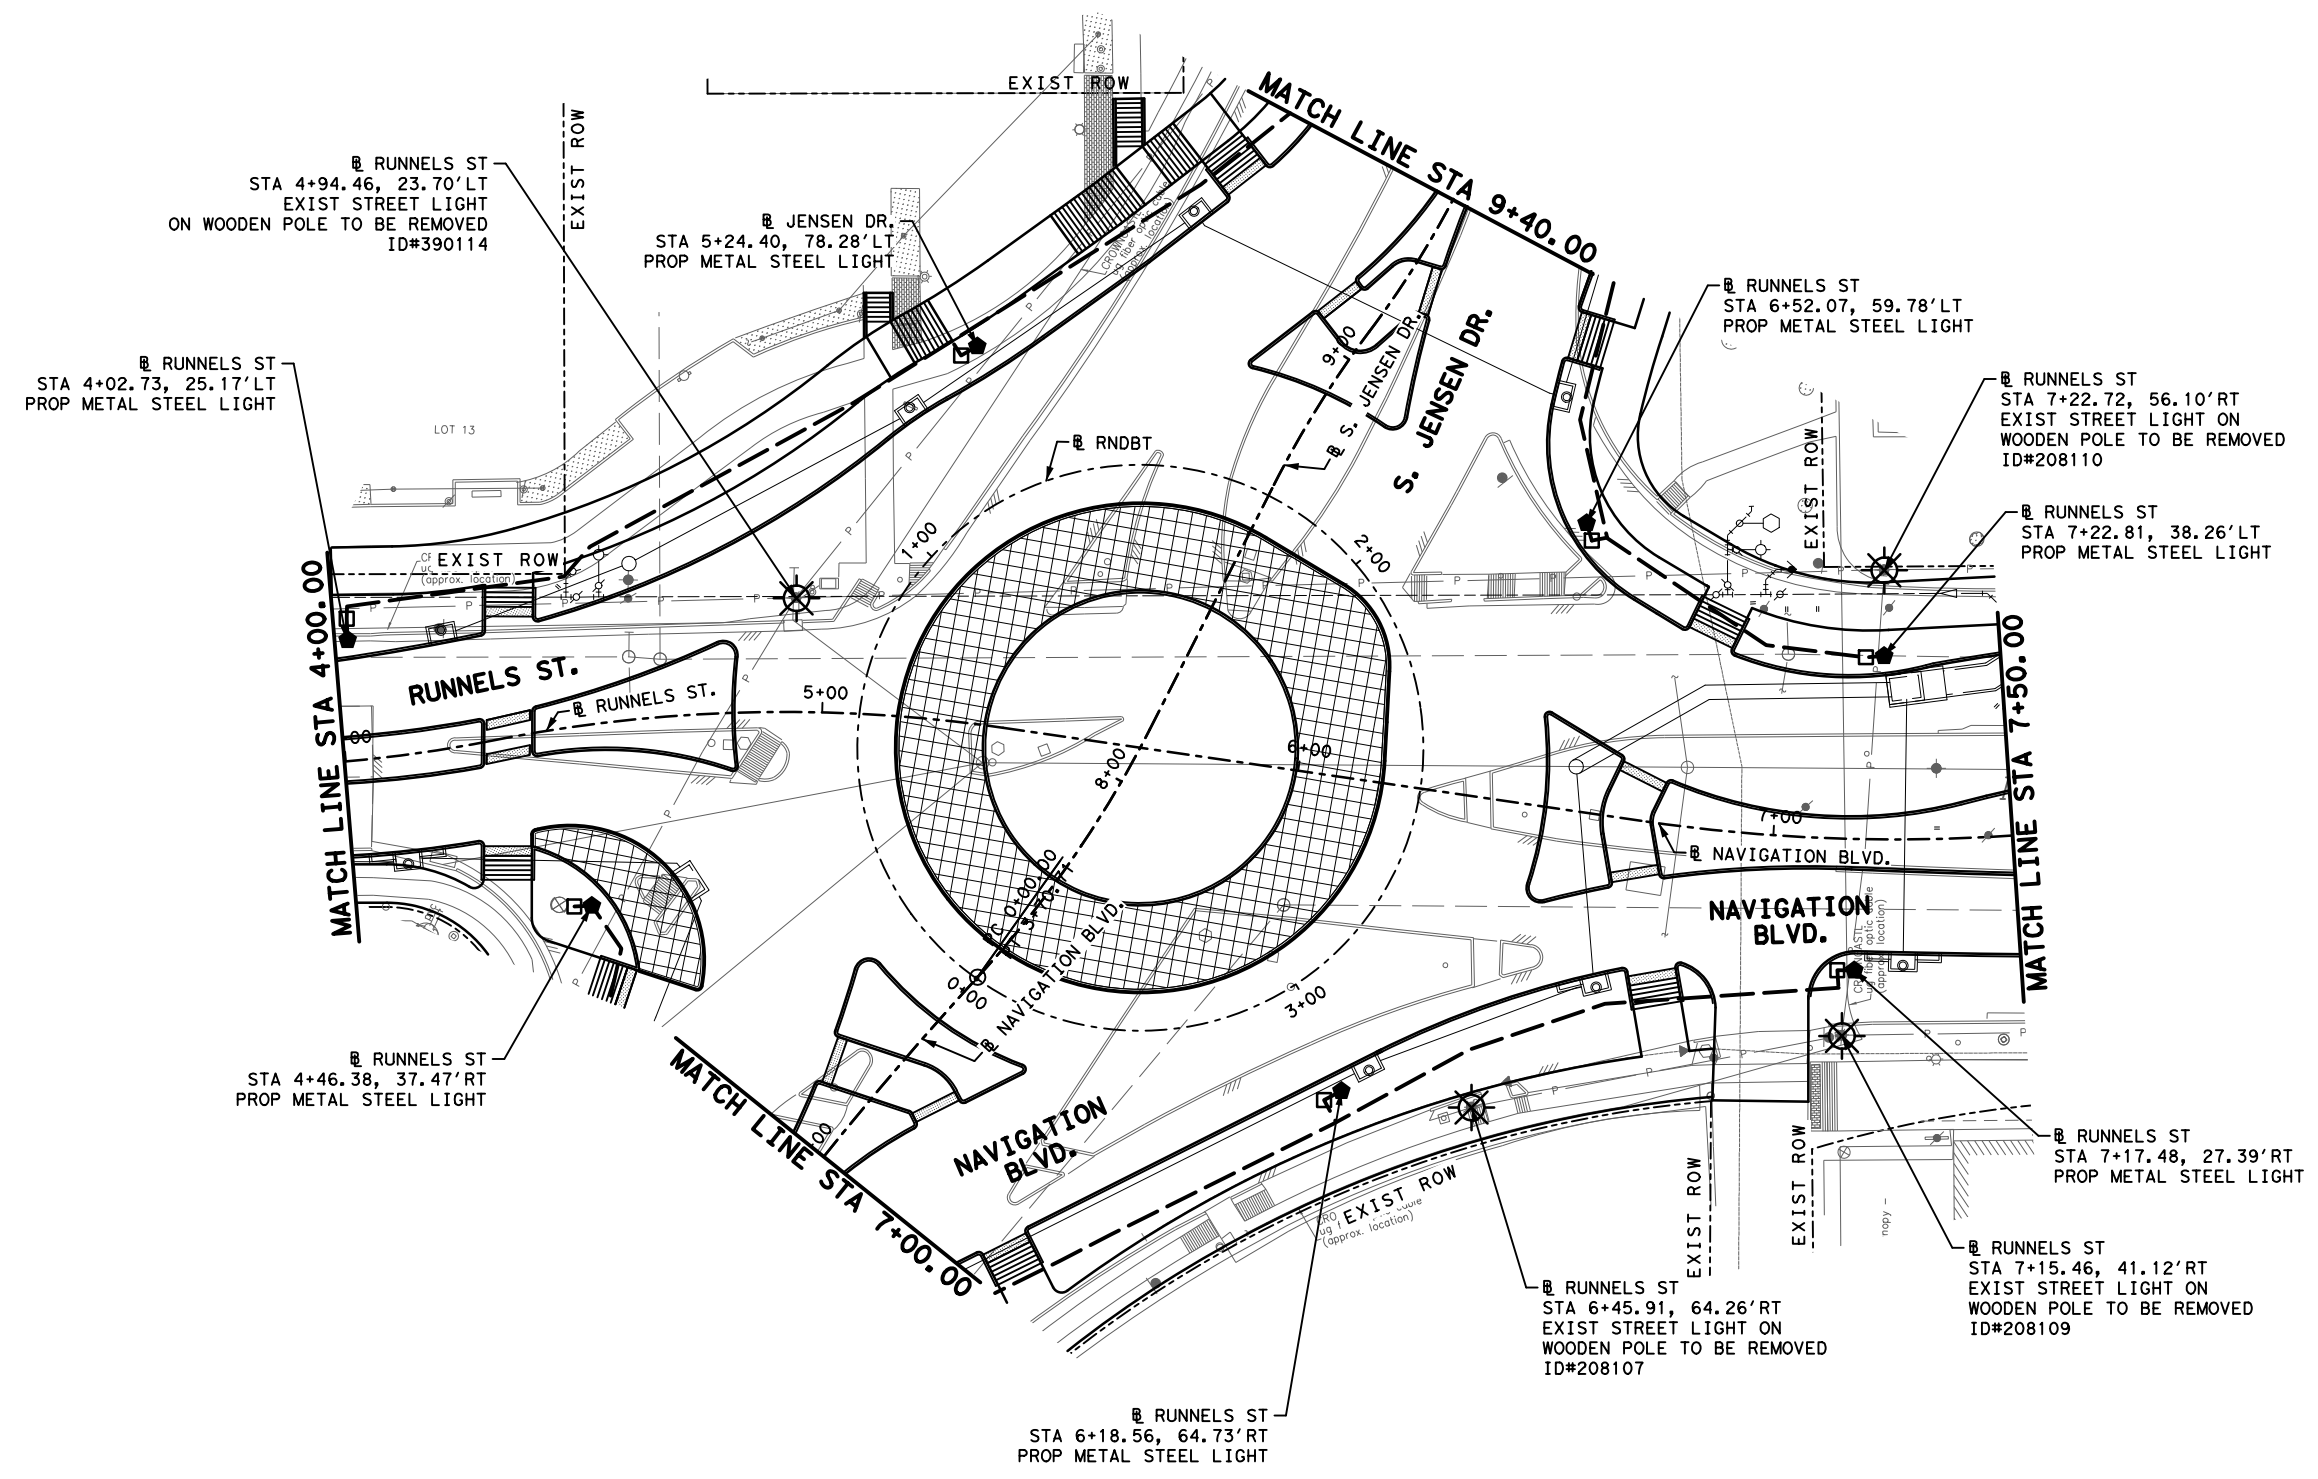 EXIST ROW
MATCH LINE STA 9+40.00
EXIST ROW
℄ RUNNELS ST
STA 4+94.46, 23.70'LT
EXIST STREET LIGHT
ON WOODEN POLE TO BE REMOVED
ID#390114
℄ JENSEN DR.
STA 5+24.40, 78.28'LT
PROP METAL STEEL LIGHT
℄ RUNNELS ST
STA 6+52.07, 59.78'LT
PROP METAL STEEL LIGHT
℄ RUNNELS ST
STA 4+02.73, 25.17'LT
PROP METAL STEEL LIGHT
℄ RUNNELS ST
STA 7+22.72, 56.10'RT
EXIST STREET LIGHT ON
WOODEN POLE TO BE REMOVED
ID#208110
9+00
℄ S. JENSEN DR.
S. JENSEN DR.
LOT 13
℄ RNDBT
EXIST ROW
℄ RUNNELS ST
STA 7+22.81, 38.26'LT
PROP METAL STEEL LIGHT
1+00
2+00
EXIST ROW
(approx. location)
MATCH LINE STA 4+00.00
RUNNELS ST.
℄ RUNNELS ST.
5+00
6+00
8+00
7+00
MATCH LINE STA 7+50.00
℄ NAVIGATION BLVD.
NAVIGATION
BLVD.
0+00
3+00
℄ NAVIGATION BLVD.
(approx. location)
℄ RUNNELS ST
STA 4+46.38, 37.47'RT
PROP METAL STEEL LIGHT
MATCH LINE STA 7+00.00
NAVIGATION
BLVD.
EXIST ROW
(approx. location)
EXIST ROW
EXIST ROW
℄ RUNNELS ST
STA 7+17.48, 27.39'RT
PROP METAL STEEL LIGHT
℄ RUNNELS ST
STA 7+15.46, 41.12'RT
EXIST STREET LIGHT ON
WOODEN POLE TO BE REMOVED
ID#208109
℄ RUNNELS ST
STA 6+45.91, 64.26'RT
EXIST STREET LIGHT ON
WOODEN POLE TO BE REMOVED
ID#208107
℄ RUNNELS ST
STA 6+18.56, 64.73'RT
PROP METAL STEEL LIGHT